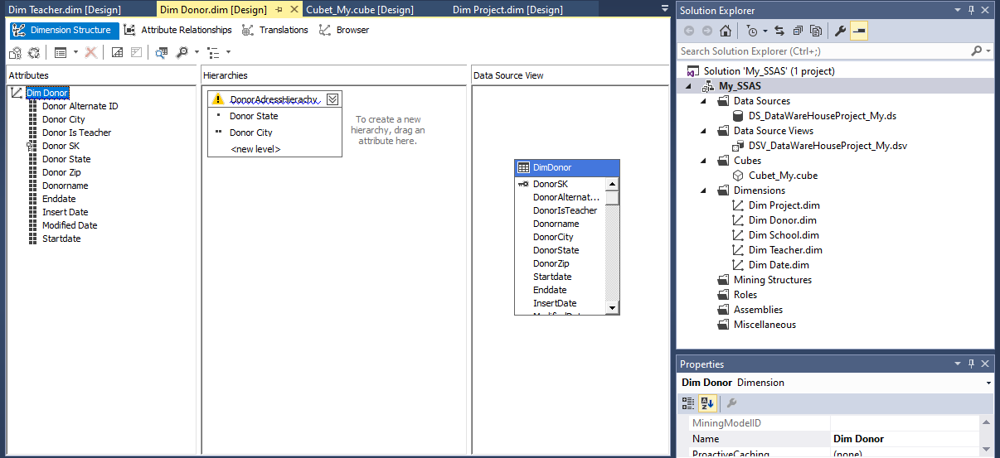 Dim Teacher.dim [Design]
Dim Donor.dim [Design]
Cubet_My.cube [Design]
Dim Project.dim [Design]
Dimension Structure
Attribute Relationships
Translations
Browser
Attributes
Dim Donor
Donor Alternate ID
Donor City
Donor Is Teacher
Donor SK
Donor State
Donor Zip
Donorname
Enddate
Insert Date
Modified Date
Startdate
Hierarchies
DonorAdressHierachy
Donor State
Donor City
<new level>
To create a new
hierarchy, drag an
attribute here.
Data Source View
DimDonor
DonorSK
DonorAlternat...
DonorIsTeacher
Donorname
DonorCity
DonorState
DonorZip
Startdate
Enddate
InsertDate
Solution Explorer
Search Solution Explorer (Ctrl+;)
Solution 'My_SSAS' (1 project)
My_SSAS
Data Sources
DS_DataWareHouseProject_My.ds
Data Source Views
DSV_DataWareHouseProject_My.dsv
Cubes
Cubet_My.cube
Dimensions
Dim Project.dim
Dim Donor.dim
Dim School.dim
Dim Teacher.dim
Dim Date.dim
Mining Structures
Roles
Assemblies
Miscellaneous
Properties
Dim Donor Dimension
MiningModelID
Name Dim Donor
ProactiveCaching (none)